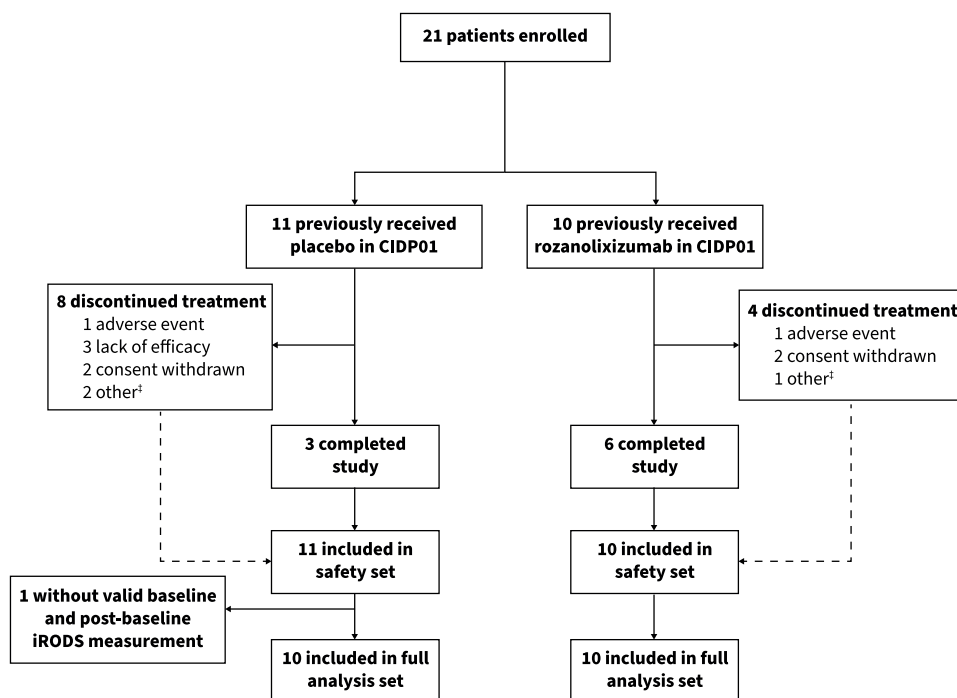 21 patients enrolled
11 previously received
placebo in CIDP01
10 previously received
rozanolixizumab in CIDP01
8 discontinued treatment
1 adverse event
3 lack of efficacy
2 consent withdrawn
2 other‡
4 discontinued treatment
1 adverse event
2 consent withdrawn
1 other‡
3 completed
study
6 completed
study
11 included in
safety set
10 included in
safety set
1 without valid baseline
and post-baseline
iRODS measurement
10 included in full
analysis set
10 included in full
analysis set